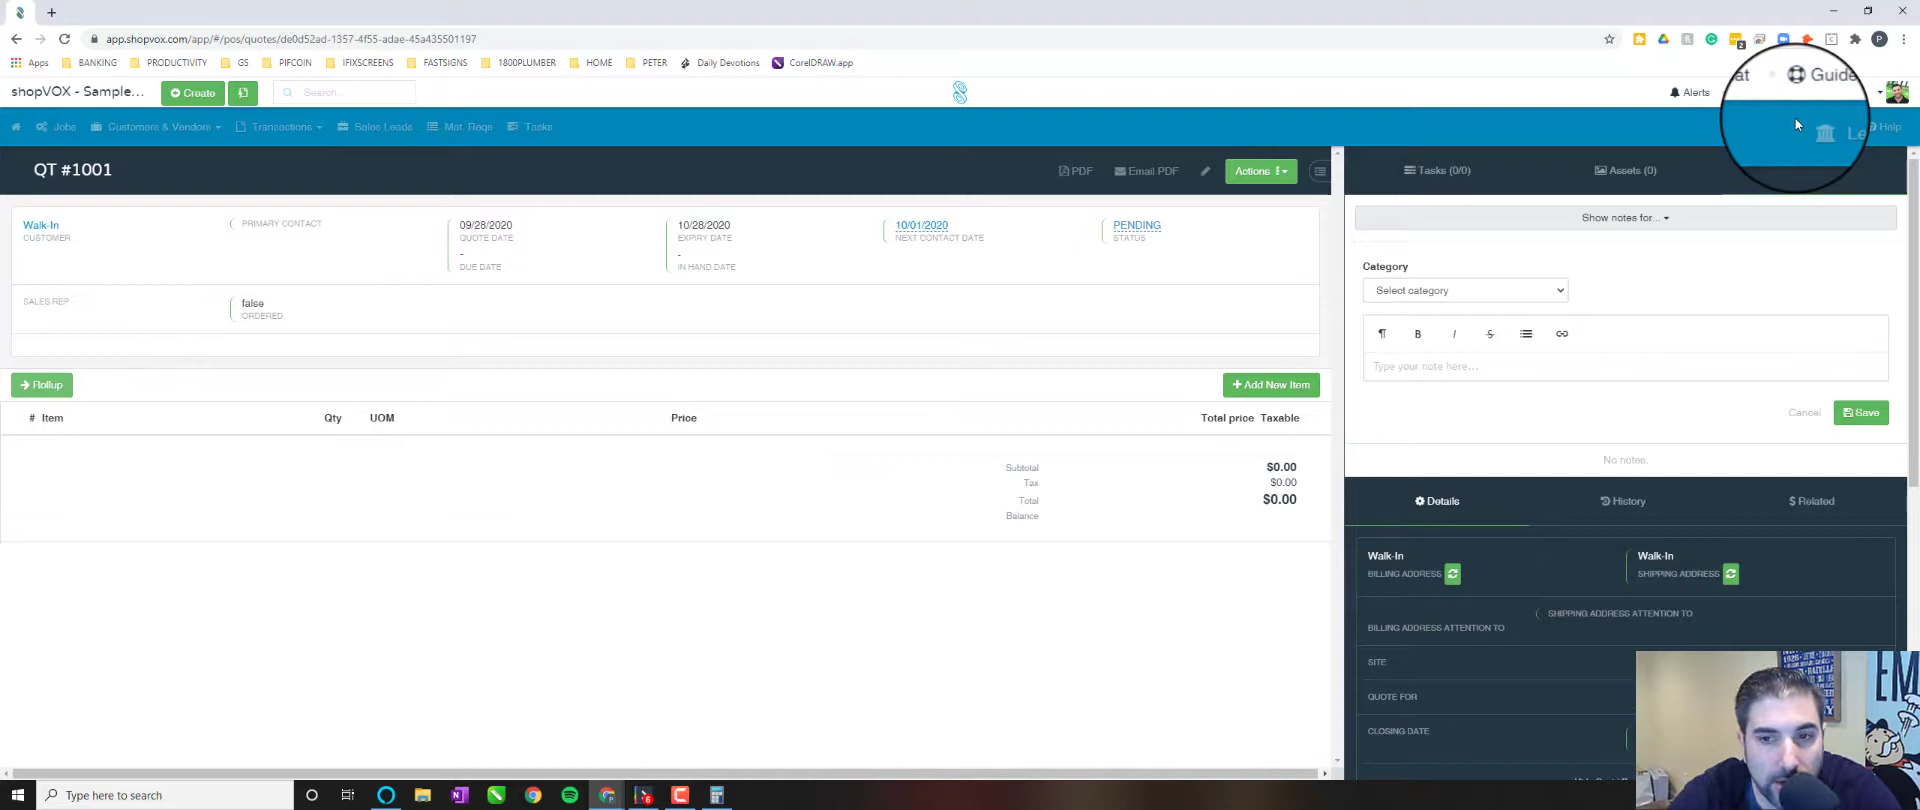 app.shopvox.com/app/#/pos/quotes/de0d52ad-1357-4f55-adae-45a435501197
Apps BANKING PRODUCTIVITY GS PIFCOIN IFIXSCREENS FASTSIGNS 1800PLUMBER HOME PETER Daily Devotions CorelDRAW.app
at Guide
shopVOX - Sample... Create Search... Alerts
Jobs Customers & Vendors Transactions Sales Leads Mat. Reqs Tasks Le Help
QT #1001 PDF Email PDF Actions Tasks (0/0) Assets (0)
Show notes for...
Walk-In PRIMARY CONTACT 09/28/2020 10/28/2020 10/01/2020 PENDING
CUSTOMER QUOTE DATE EXPIRY DATE NEXT CONTACT DATE STATUS
- -
DUE DATE IN HAND DATE
Category
Select category
SALES REP false
ORDERED
Type your note here...
Rollup Add New Item
Cancel Save
# Item Qty UOM Price Total price Taxable
No notes.
Subtotal $0.00
Tax $0.00
Total $0.00
Balance
Details History Related
Walk-In Walk-In
BILLING ADDRESS SHIPPING ADDRESS
SHIPPING ADDRESS ATTENTION TO
BILLING ADDRESS ATTENTION TO
SITE
QUOTE FOR
CLOSING DATE
EM
Type here to search